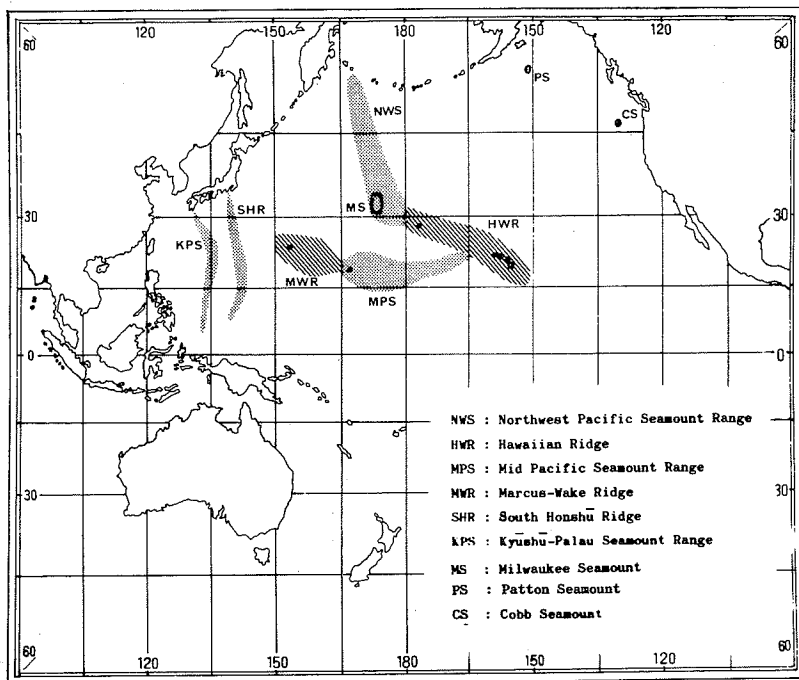 60 120 150 180 150 120 60
PS
NWS
CS
30 SHR MS HWR 30
KPS
MWR
MPS
0 0
NWS : Northwest Pacific Seamount Range
HWR : Hawaiian Ridge
MPS : Mid Pacific Seamount Range
MWR : Marcus-Wake Ridge
30 30
SHR : South Honshū Ridge
KPS : Kyūshū-Palau Seamount Range
MS : Milwaukee Seamount
PS : Patton Seamount
CS : Cobb Seamount
60 120 150 180 150 120 60